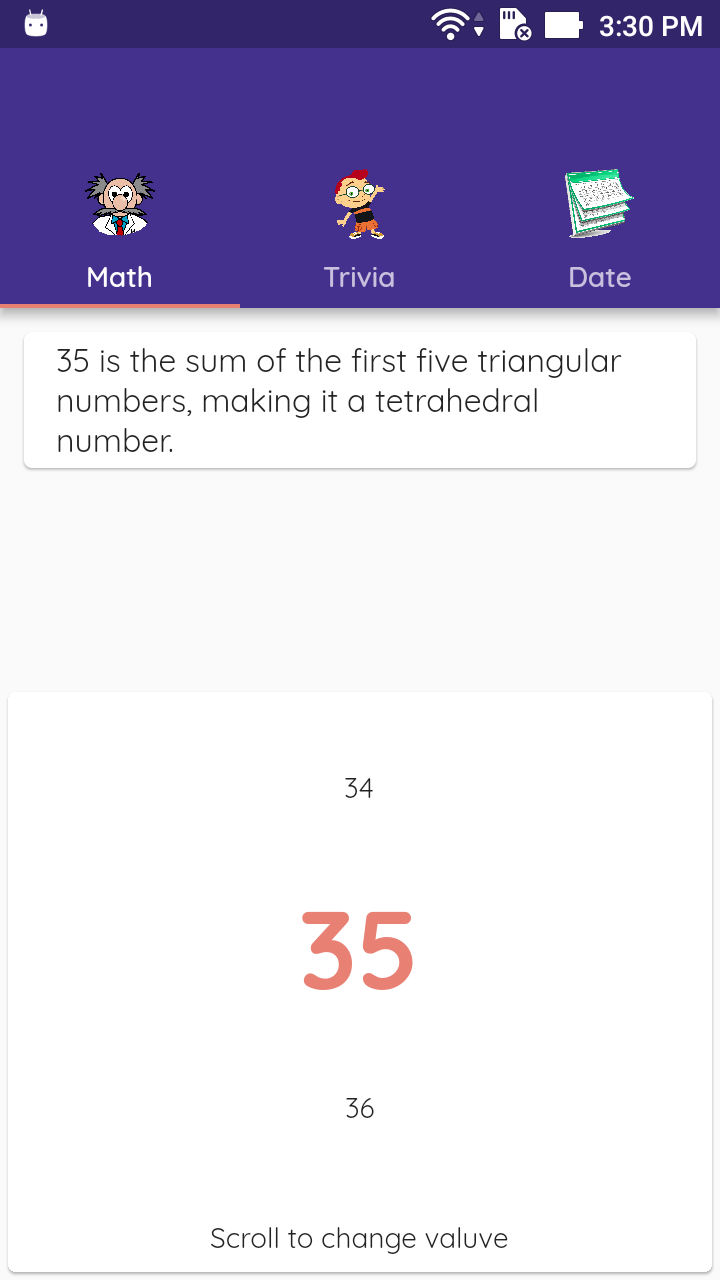 3:30 PM
Math
Trivia
Date
35 is the sum of the first five triangular
numbers, making it a tetrahedral
number.
34
35
36
Scroll to change valuve